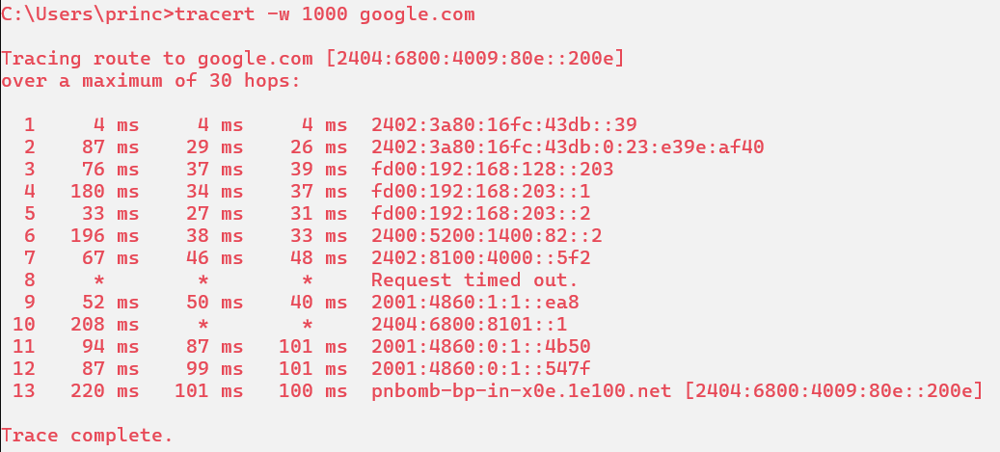 C:\Users\princ>tracert -w 1000 google.com
Tracing route to google.com [2404:6800:4009:80e::200e]
over a maximum of 30 hops:
1 4 ms 4 ms 4 ms 2402:3a80:16fc:43db::39
2 87 ms 29 ms 26 ms 2402:3a80:16fc:43db:0:23:e39e:af40
3 76 ms 37 ms 39 ms fd00:192:168:128::203
4 180 ms 34 ms 37 ms fd00:192:168:203::1
5 33 ms 27 ms 31 ms fd00:192:168:203::2
6 196 ms 38 ms 33 ms 2400:5200:1400:82::2
7 67 ms 46 ms 48 ms 2402:8100:4000::5f2
8 * * * Request timed out.
9 52 ms 50 ms 40 ms 2001:4860:1:1::ea8
10 208 ms * * 2404:6800:8101::1
11 94 ms 87 ms 101 ms 2001:4860:0:1::4b50
12 87 ms 99 ms 101 ms 2001:4860:0:1::547f
13 220 ms 101 ms 100 ms pnbomb-bp-in-x0e.1e100.net [2404:6800:4009:80e::200e]
Trace complete.